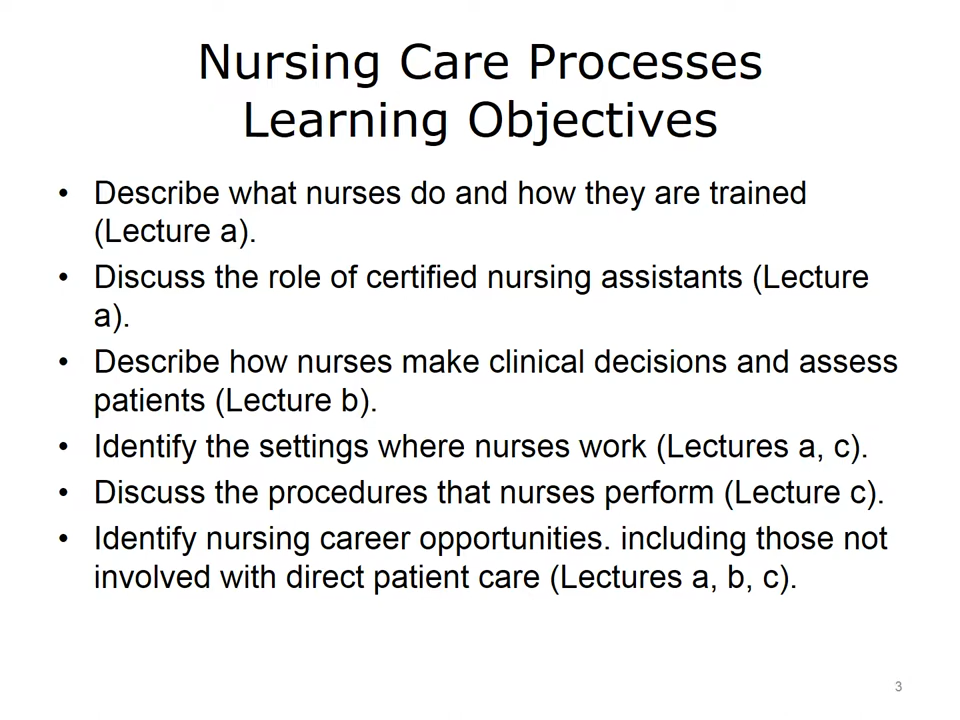 Nursing Care Processes
Learning Objectives
• Describe what nurses do and how they are trained
(Lecture a).
• Discuss the role of certified nursing assistants (Lecture
a).
• Describe how nurses make clinical decisions and assess
patients (Lecture b).
• Identify the settings where nurses work (Lectures a, c).
• Discuss the procedures that nurses perform (Lecture c).
• Identify nursing career opportunities. including those not
involved with direct patient care (Lectures a, b, c).
3